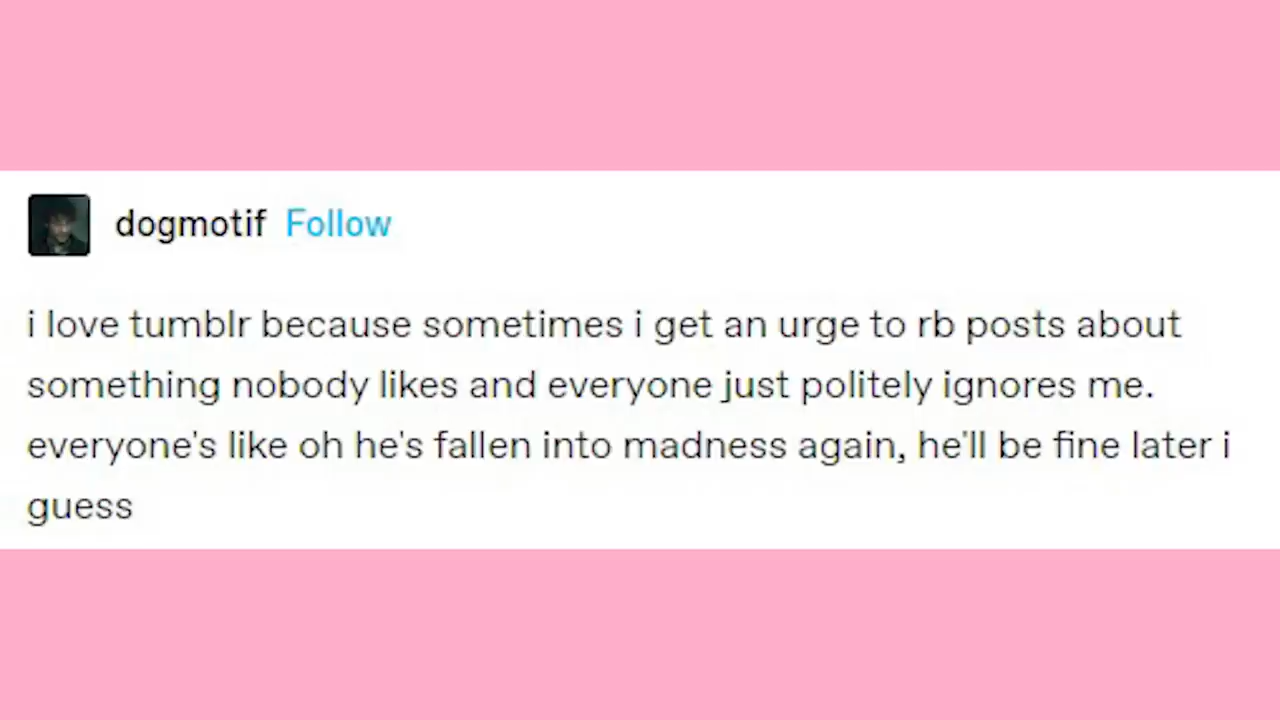 dogmotif Follow
i love tumblr because sometimes i get an urge to rb posts about
something nobody likes and everyone just politely ignores me.
everyone's like oh he's fallen into madness again, he'll be fine later i
guess